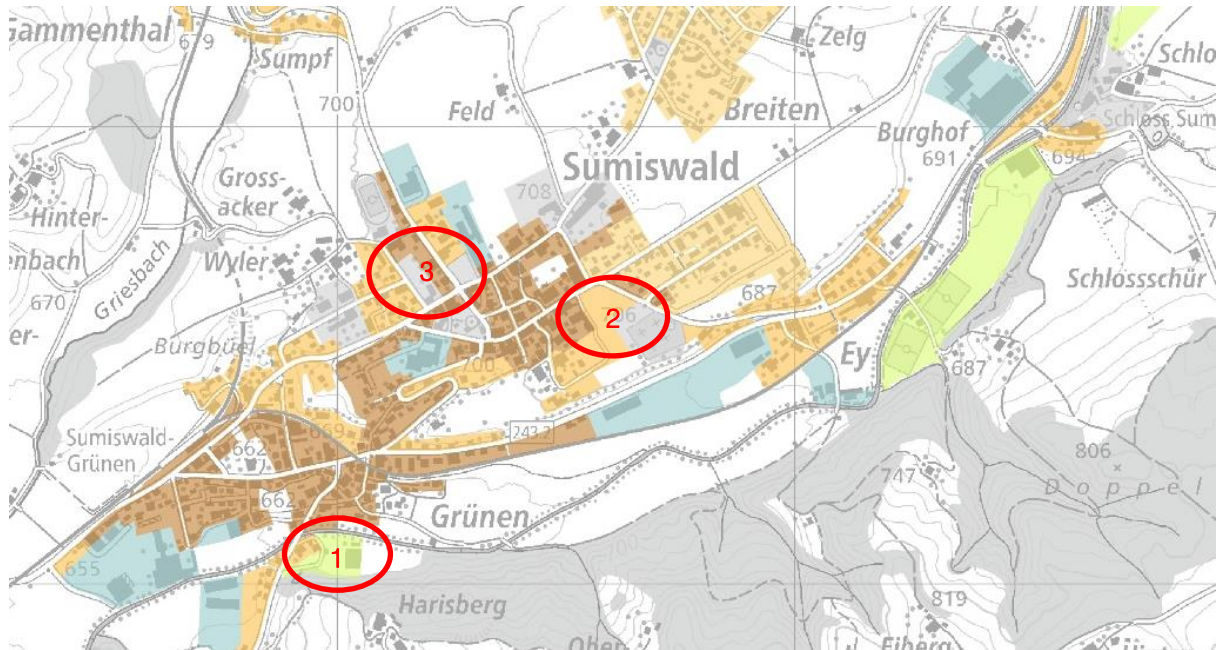 Gammenthal
679
Sumpf
Zelg
Schlo
700
Feld
Breiten
Burghof
Schloss Sum
691
694
Sumiswald
708
Gross-
acker
Hinter-
enbach
Wyler
3
Griesbach
687
Schlossschür
670
2
er-
Burgbüel
700
Ey
687
669
243.2
Sumiswald-
Grünen
662
806
747
Doppel
662
Grünen
700
1
655
Harisberg
819
Ober
Eiberg